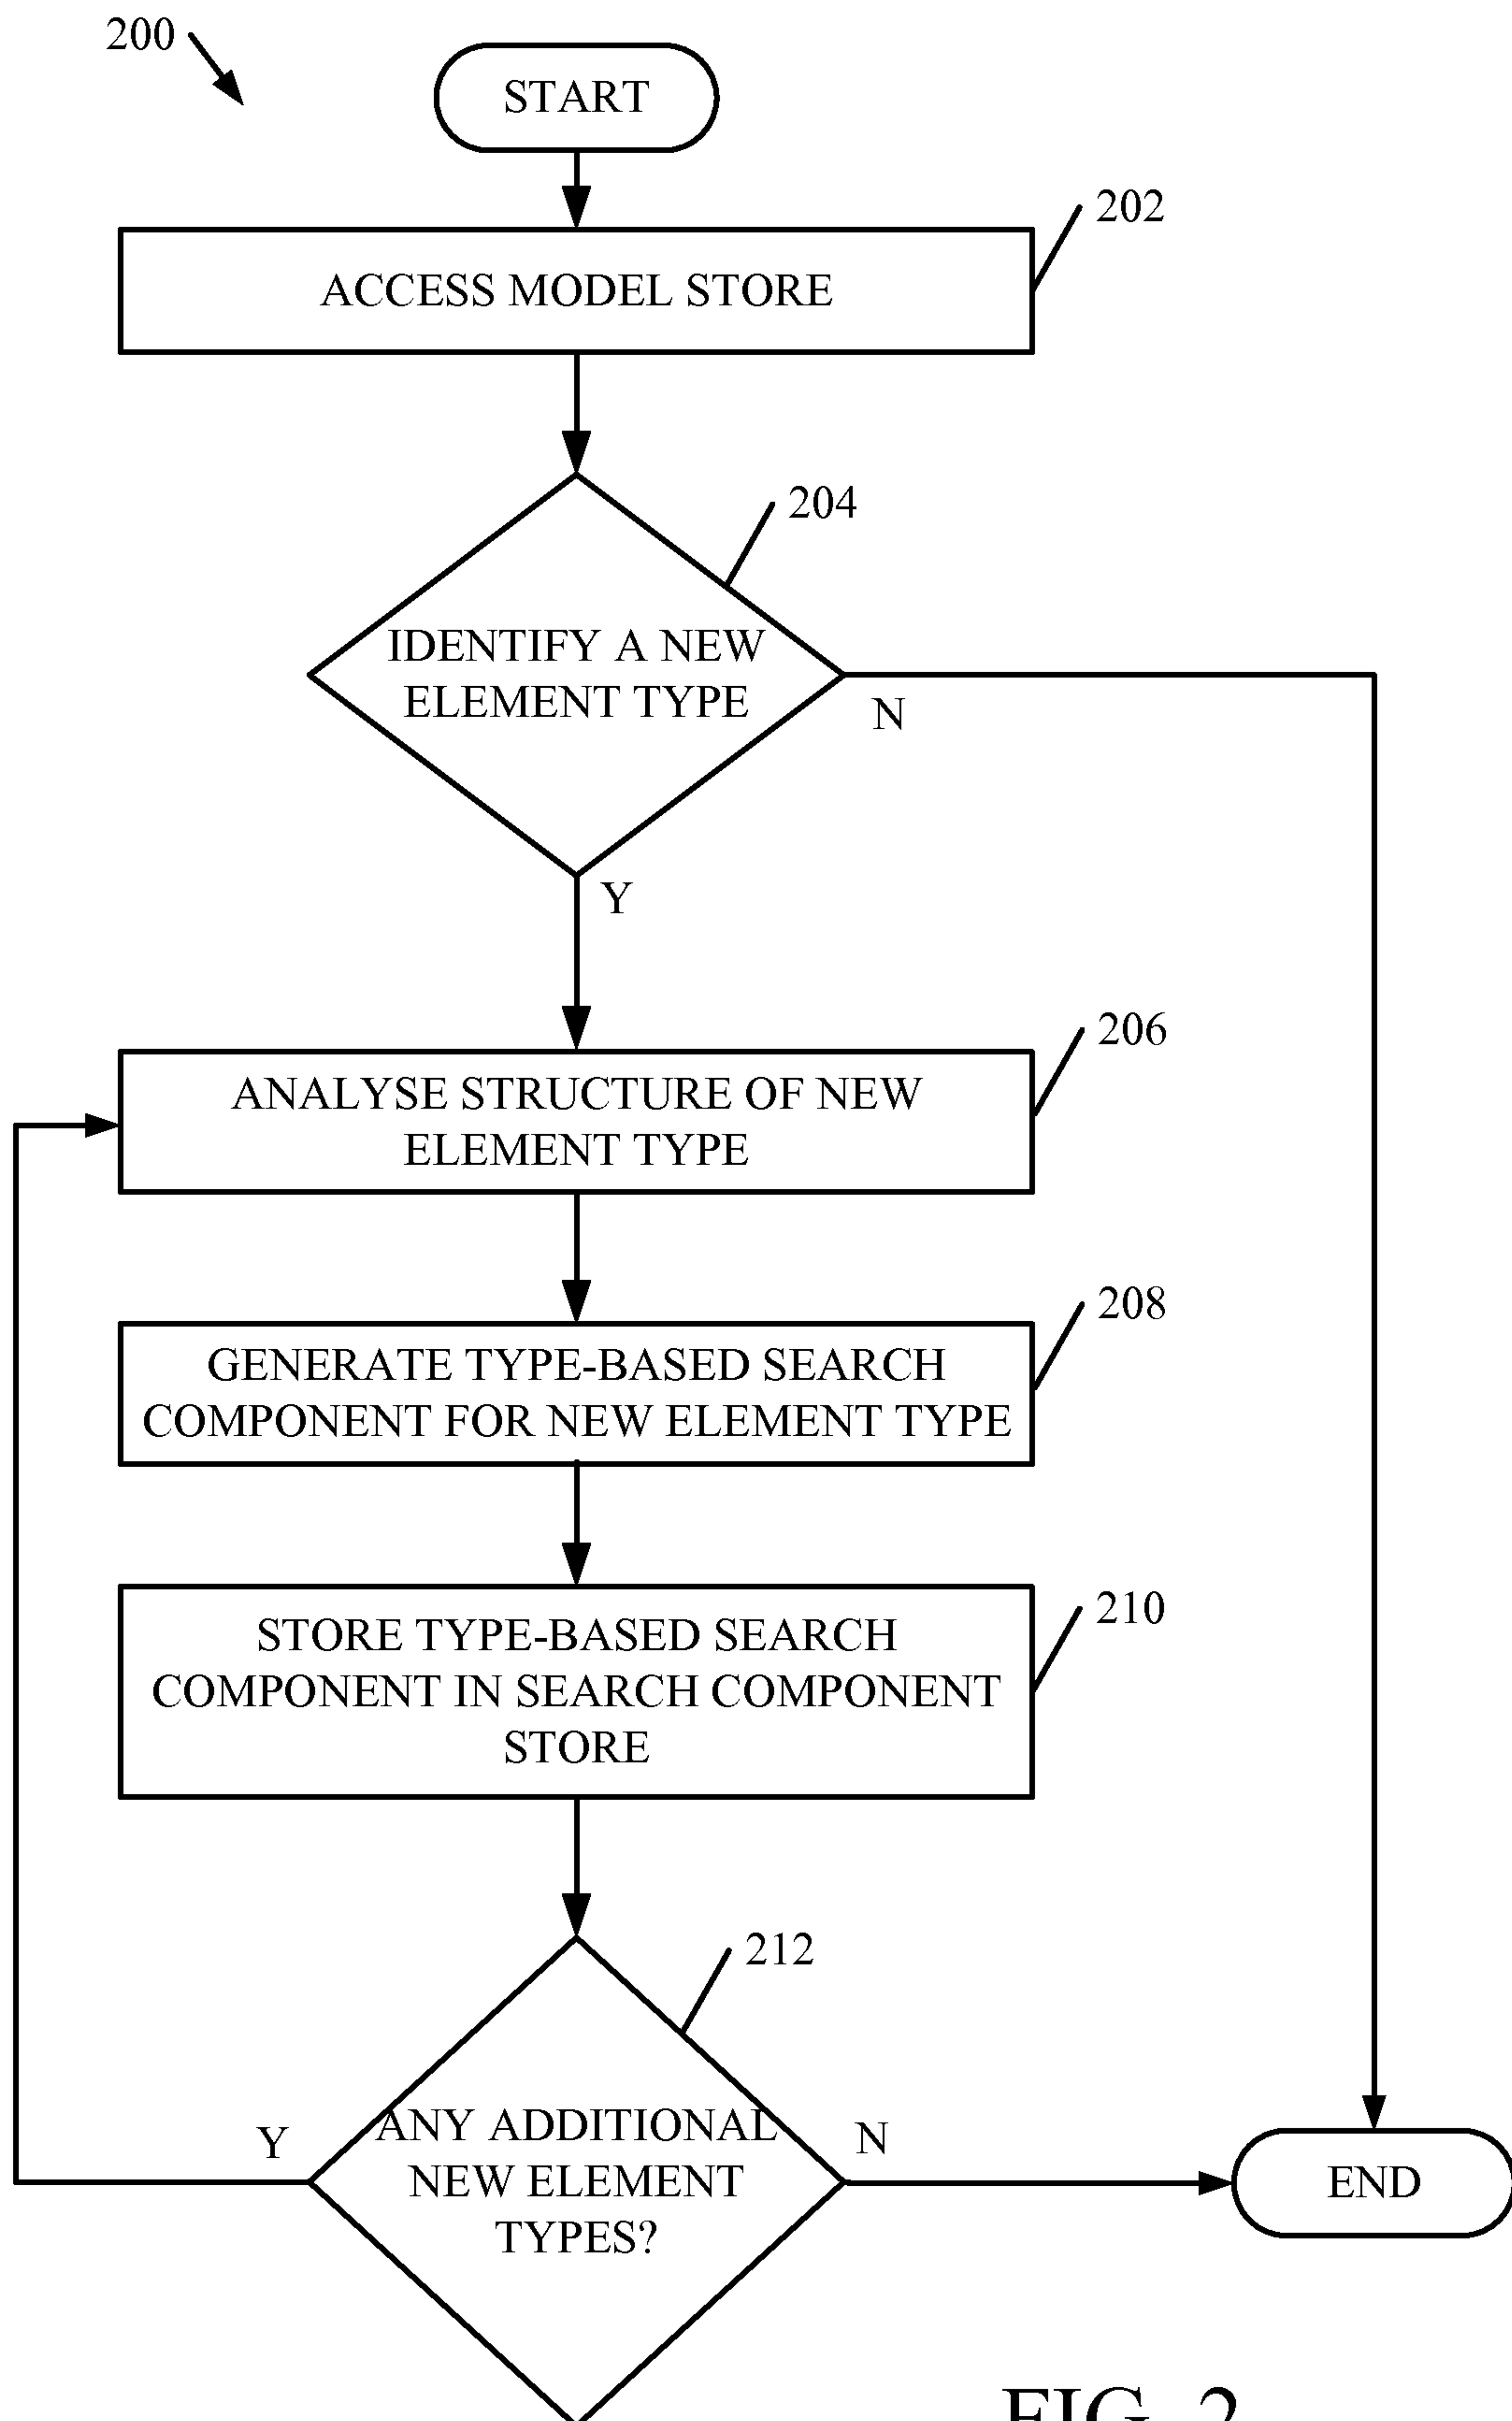 200
START
202
ACCESS MODEL STORE
204
IDENTIFY A NEW
ELEMENT TYPE
N
Y
206
ANALYSE STRUCTURE OF NEW
ELEMENT TYPE
208
GENERATE TYPE-BASED SEARCH
COMPONENT FOR NEW ELEMENT TYPE
210
STORE TYPE-BASED SEARCH
COMPONENT IN SEARCH COMPONENT
STORE
212
Y
ANY ADDITIONAL
NEW ELEMENT
TYPES?
N
END
FIG. 2